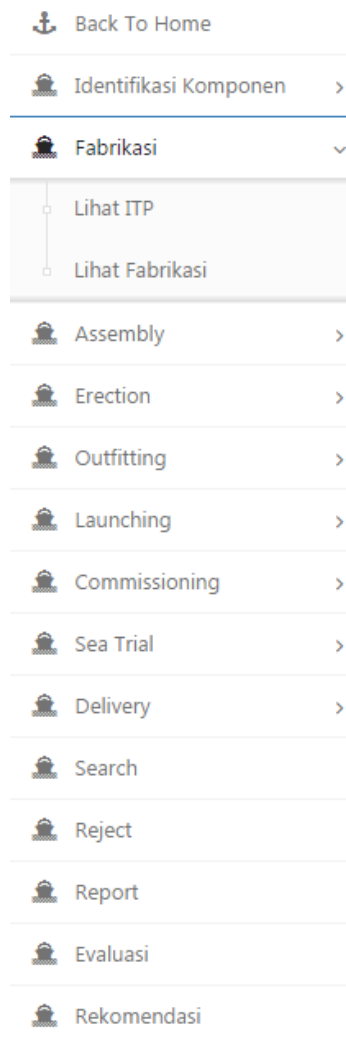 Back To Home
Identifikasi Komponen
Fabrikasi
Lihat ITP
Lihat Fabrikasi
Assembly
Erection
Outfitting
Launching
Commissioning
Sea Trial
Delivery
Search
Reject
Report
Evaluasi
Rekomendasi